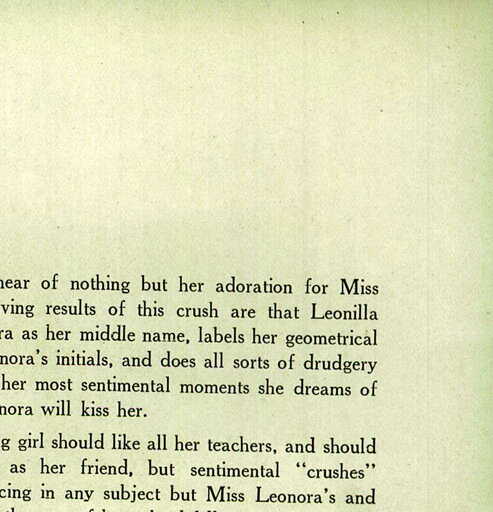 hear of nothing but her adoration for Miss
ving results of this crush are that Leonilla
ra as her middle name, labels her geometrical
nora's initials, and does all sorts of drudgery
her most sentimental moments she dreams of
nora will kiss her.
g girl should like all her teachers, and should
as her friend, but sentimental “crushes”
cing in any subject but Miss Leonora's and